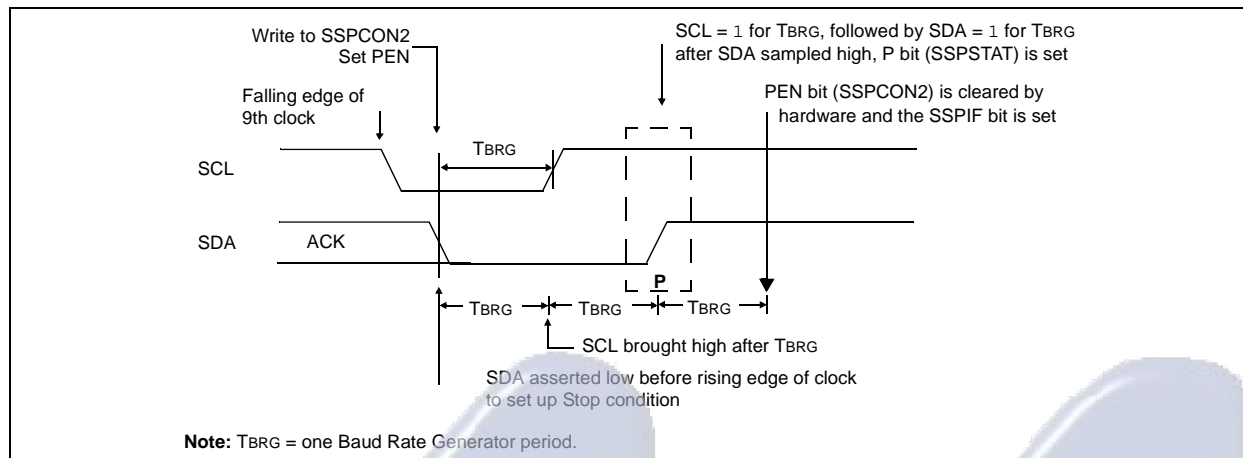 Write to SSPCON2
Set PEN
SCL = 1 for TBRG, followed by SDA = 1 for TBRG
after SDA sampled high, P bit (SSPSTAT) is set
Falling edge of
9th clock
PEN bit (SSPCON2) is cleared by
hardware and the SSPIF bit is set
TBRG
SCL
SDA
ACK
P
TBRG
TBRG
TBRG
SCL brought high after TBRG
SDA asserted low before rising edge of clock
to set up Stop condition
Note: TBRG = one Baud Rate Generator period.